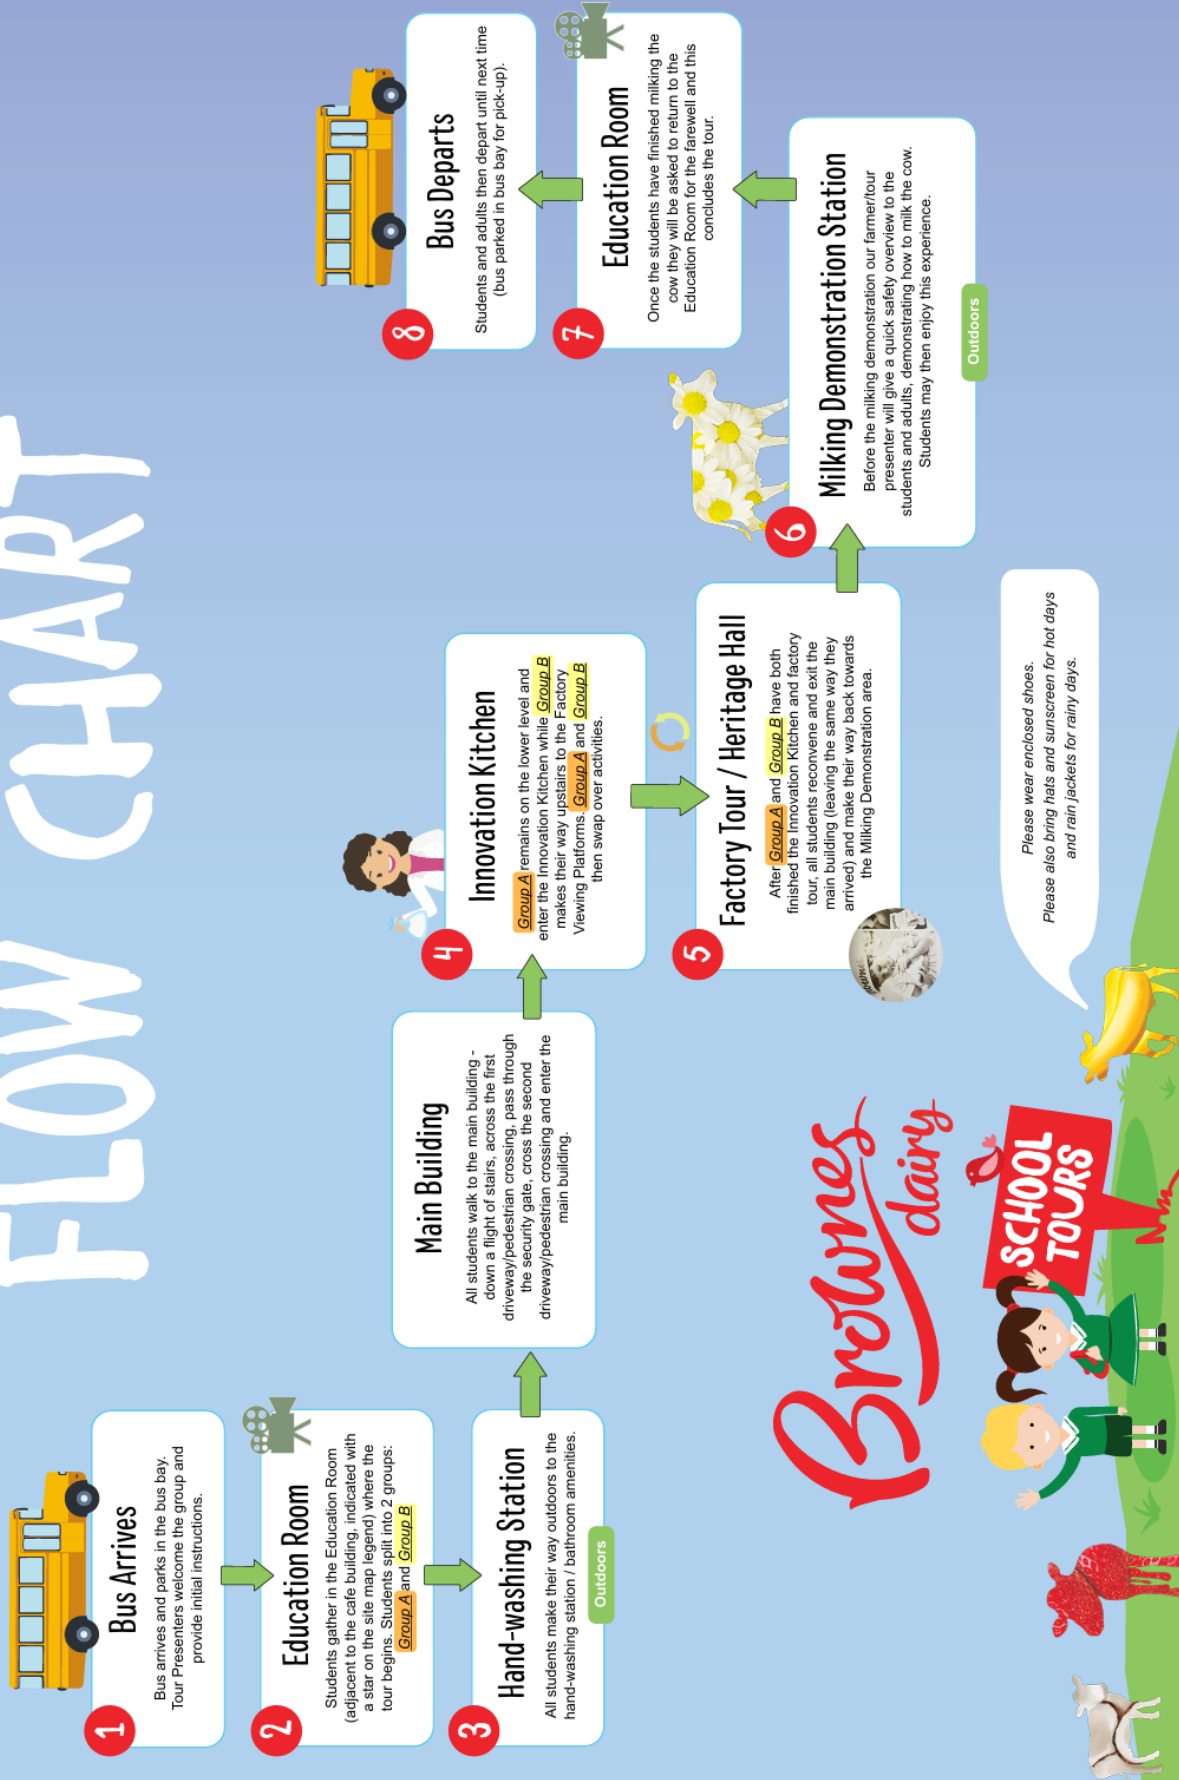 FLOW CHART
1
Bus Arrives
Bus arrives and parks in the bus bay.
Tour Presenters welcome the group and
provide initial instructions.
2
Education Room
Students gather in the Education Room
(adjacent to the cafe building, indicated with
a star on the site map legend) where the
tour begins. Students split into 2 groups:
Group A and Group B
3
Hand-washing Station
All students make their way outdoors to the
hand-washing station / bathroom amenities.
Outdoors
Main Building
All students walk to the main building -
down a flight of stairs, across the first
driveway/pedestrian crossing, pass through
the security gate, cross the second
driveway/pedestrian crossing and enter the
main building.
4
Innovation Kitchen
Group A remains on the lower level and
enter the Innovation Kitchen while Group B
makes their way upstairs to the Factory
Viewing Platforms. Group A and Group B
then swap over activities.
5
Factory Tour / Heritage Hall
After Group A and Group B have both
finished the Innovation Kitchen and factory
tour, all students reconvene and exit the
main building (leaving the same way they
arrived) and make their way back towards
the Milking Demonstration area.
6
Milking Demonstration Station
Before the milking demonstration our farmer/tour
presenter will give a quick safety overview to the
students and adults, demonstrating how to milk the cow.
Students may then enjoy this experience.
Outdoors
7
Education Room
Once the students have finished milking the
cow they will be asked to return to the
Education Room for the farewell and this
concludes the tour.
8
Bus Departs
Students and adults then depart until next time
(bus parked in bus bay for pick-up).
Brownes
dairy
SCHOOL
TOURS
Please wear enclosed shoes.
Please also bring hats and sunscreen for hot days
and rain jackets for rainy days.